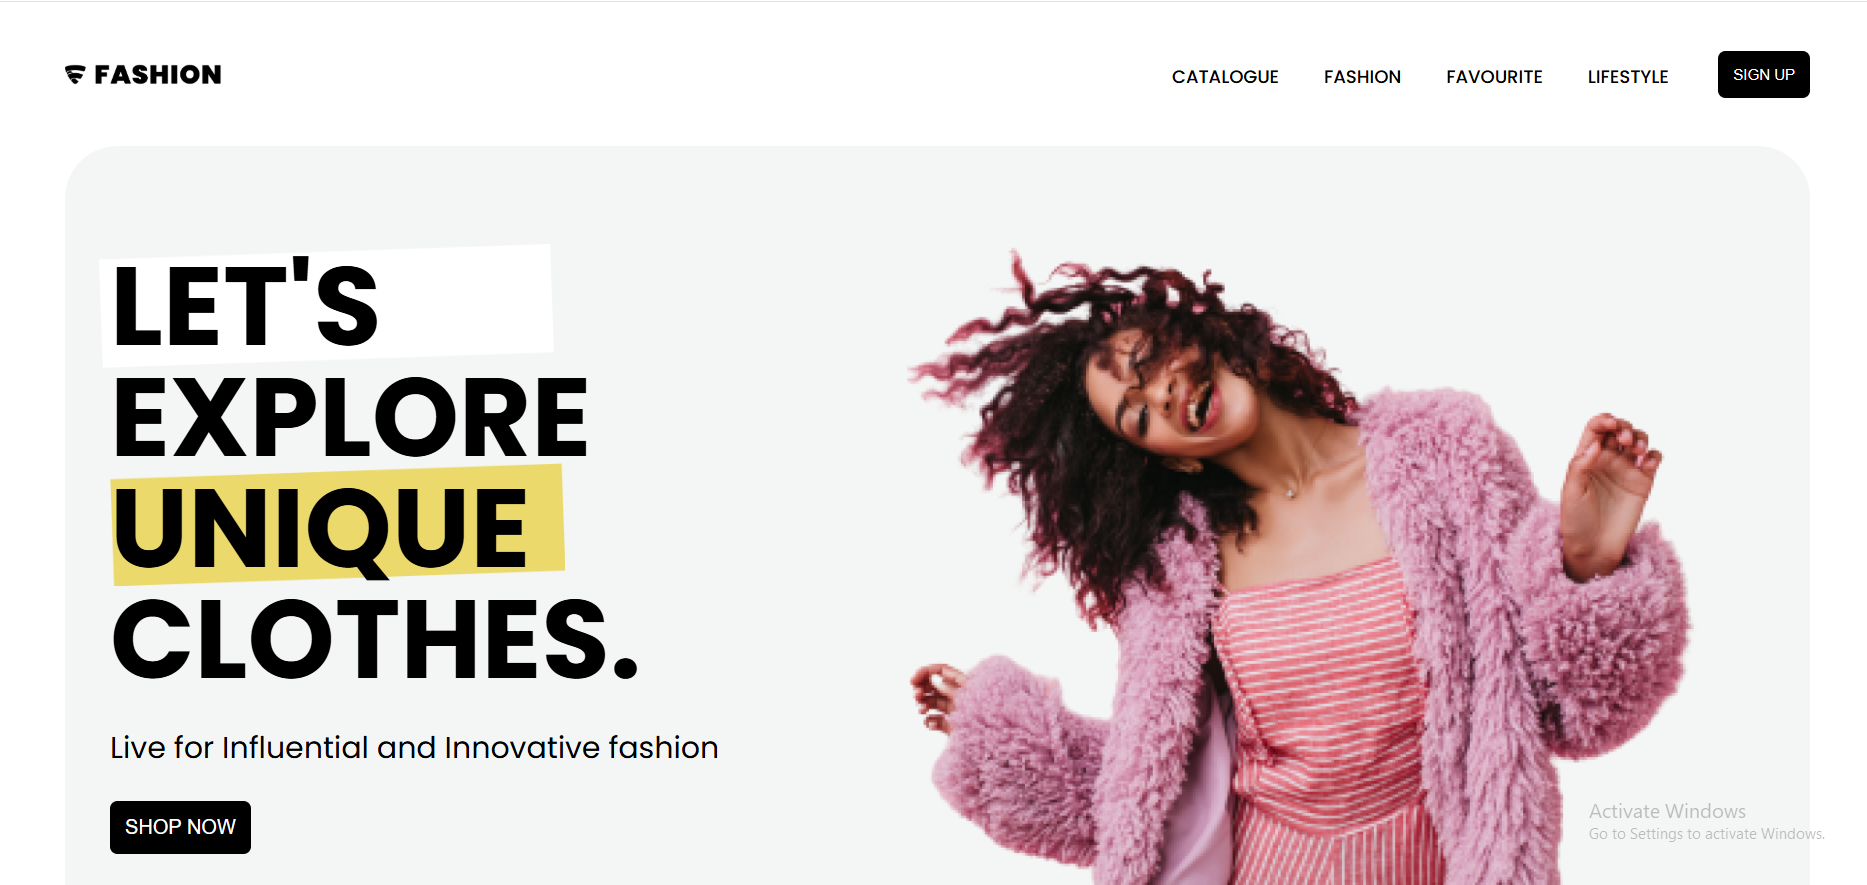 FASHION
CATALOGUE FASHION FAVOURITE LIFESTYLE SIGN UP
LET'S
EXPLORE
UNIQUE
CLOTHES.
Live for Influential and Innovative fashion
SHOP NOW
Activate Windows
Go to Settings to activate Windows.